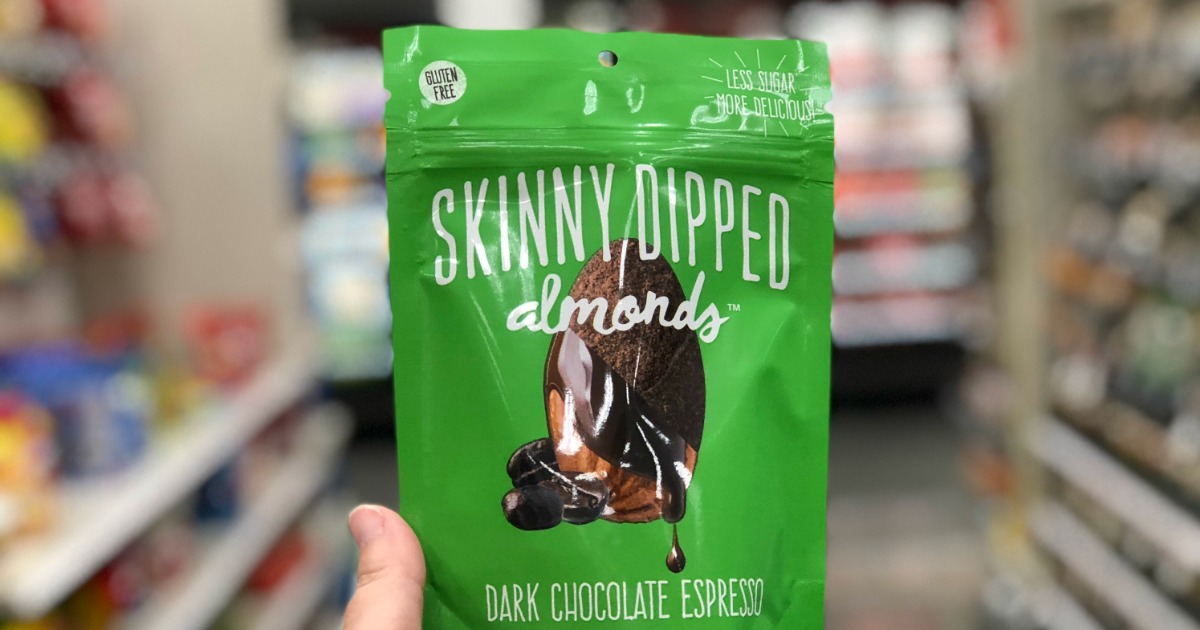 GLUTEN
FREE
LESS SUGAR
MORE DELICIOUS!
SKINNY DIPPED
almonds™
DARK CHOCOLATE ESPRESSO